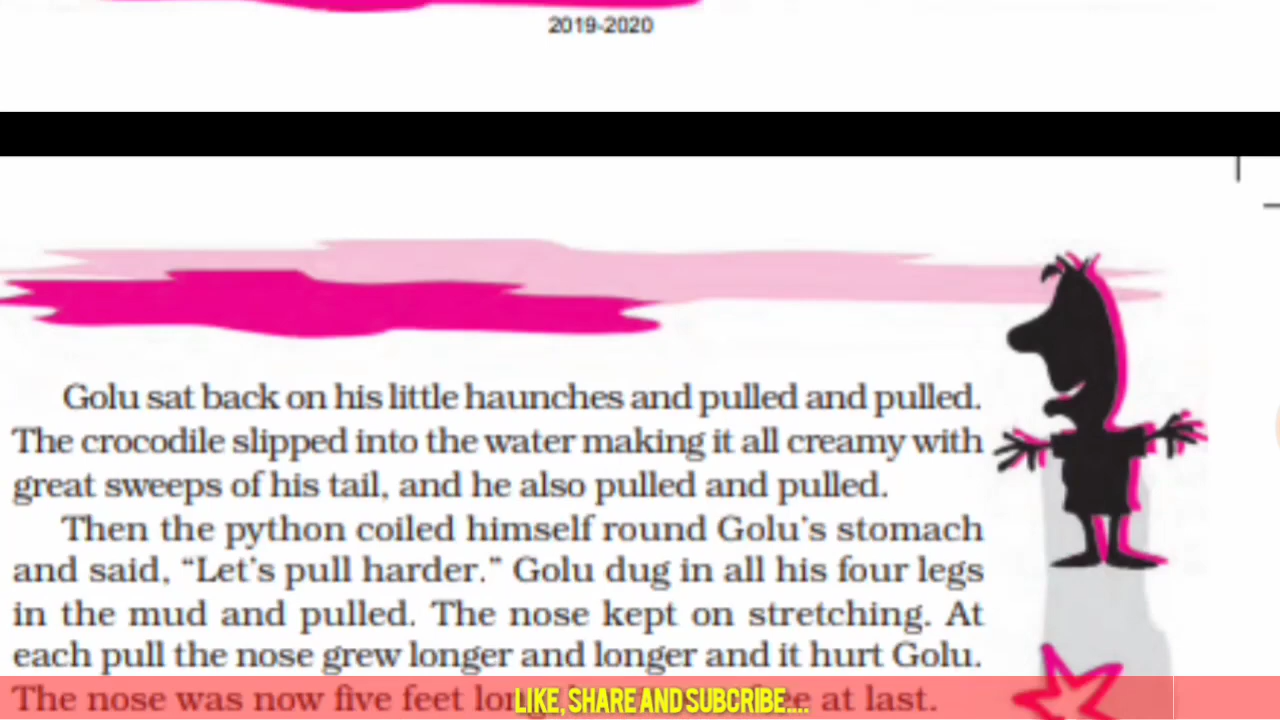 2019-2020
Golu sat back on his little haunches and pulled and pulled.
The crocodile slipped into the water making it all creamy with
great sweeps of his tail, and he also pulled and pulled.
Then the python coiled himself round Golu's stomach
and said, “Let's pull harder.” Golu dug in all his four legs
in the mud and pulled. The nose kept on stretching. At
each pull the nose grew longer and longer and it hurt Golu.
The nose was now five feet at last.
LIKE, SHARE AND SUBCRIBE....